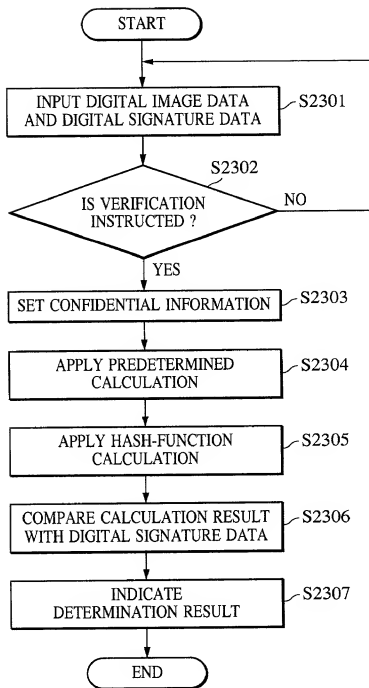 START
INPUT DIGITAL IMAGE DATA
AND DIGITAL SIGNATURE DATA
S2301
S2302
IS VERIFICATION
INSTRUCTED ?
NO
YES
SET CONFIDENTIAL INFORMATION
S2303
APPLY PREDETERMINED
CALCULATION
S2304
APPLY HASH-FUNCTION
CALCULATION
S2305
COMPARE CALCULATION RESULT
WITH DIGITAL SIGNATURE DATA
S2306
INDICATE
DETERMINATION RESULT
S2307
END